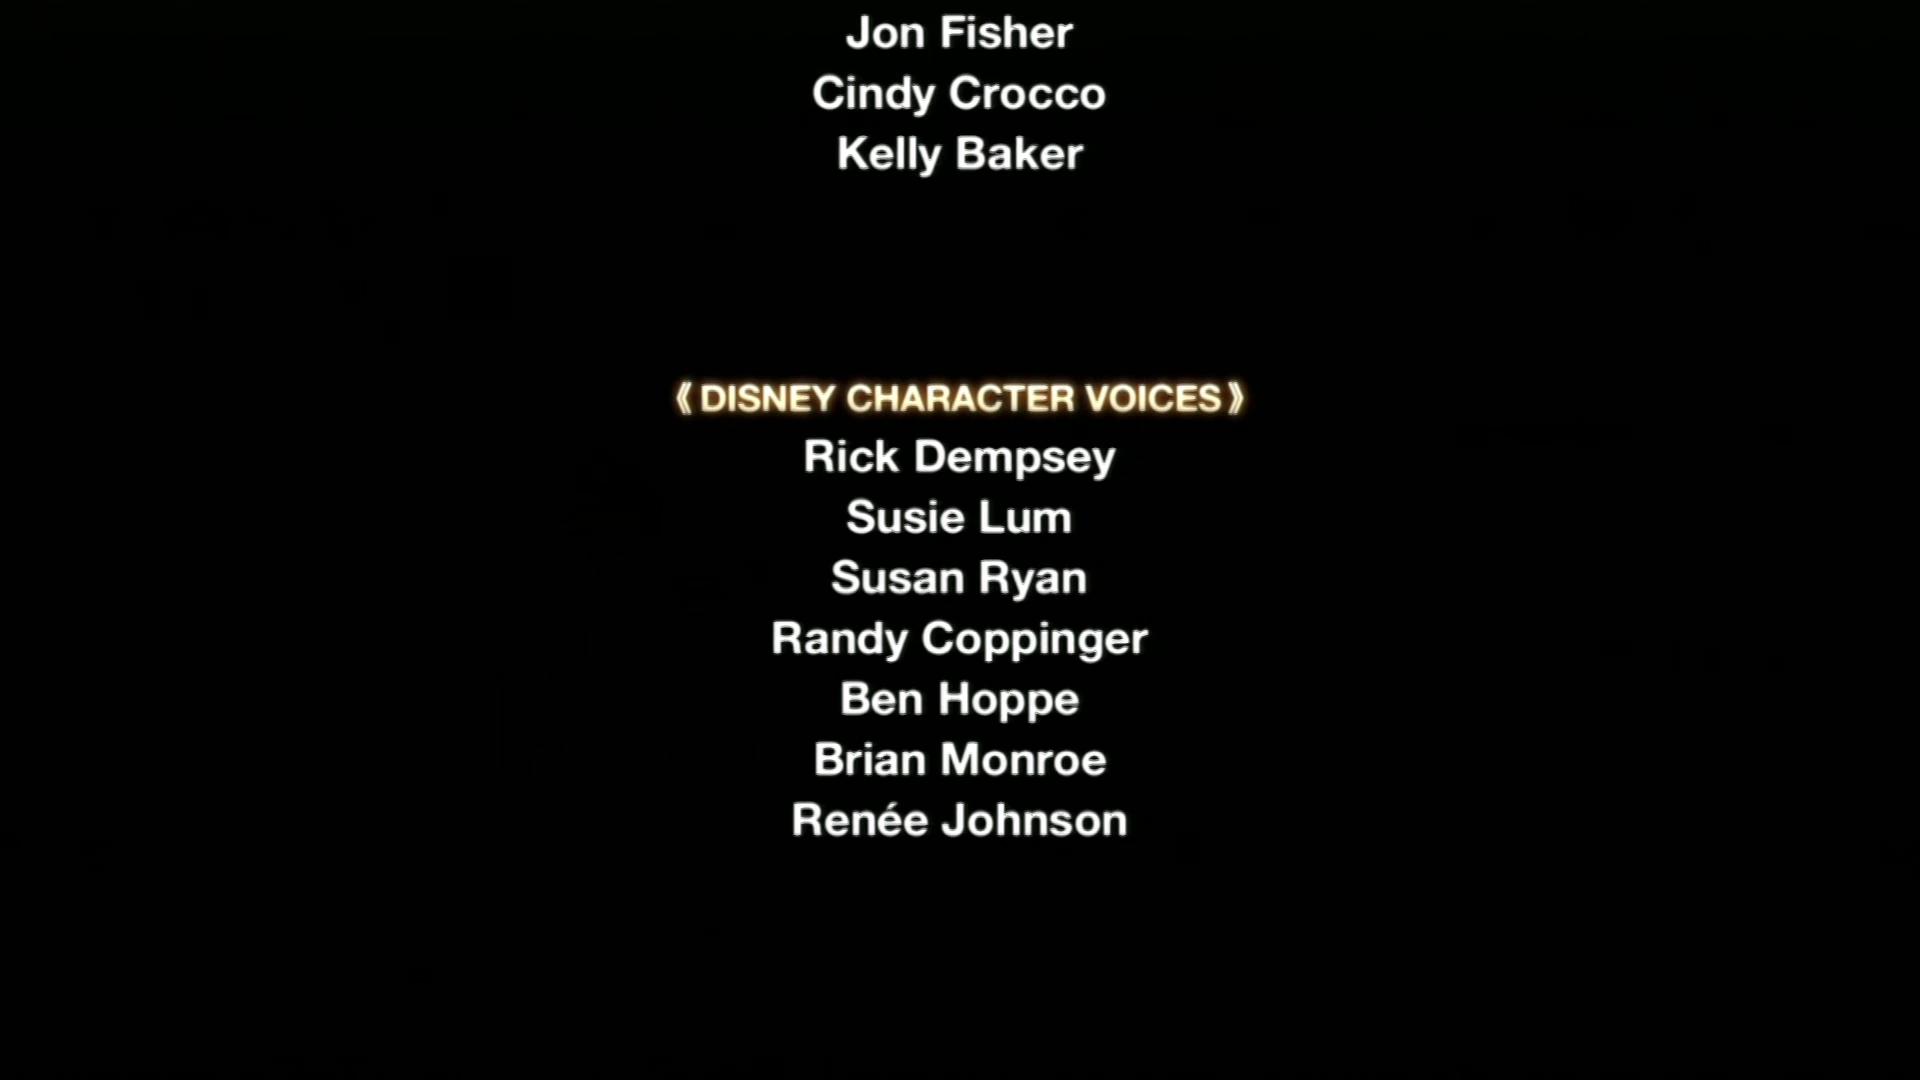 Jon Fisher
Cindy Crocco
Kelly Baker
《DISNEY CHARACTER VOICES》
Rick Dempsey
Susie Lum
Susan Ryan
Randy Coppinger
Ben Hoppe
Brian Monroe
Renée Johnson